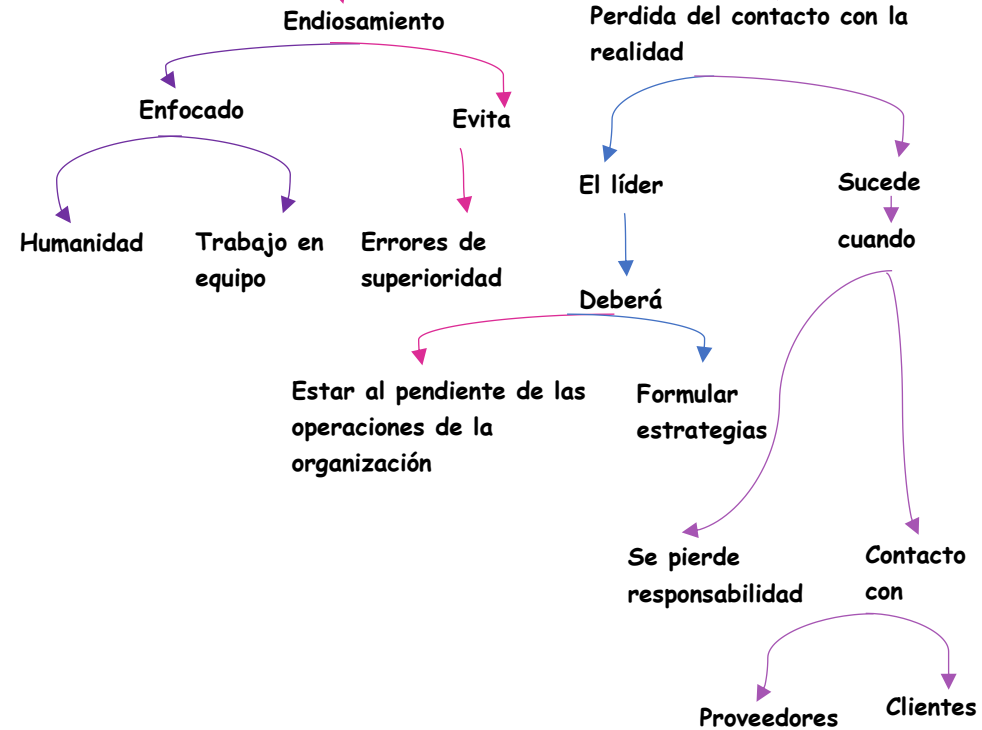 Endiosamiento
Perdida del contacto con la
realidad
Enfocado
Evita
El líder
Sucede
cuando
Humanidad
Trabajo en
equipo
Errores de
superioridad
Deberá
Estar al pendiente de las
operaciones de la
organización
Formular
estrategias
Se pierde
responsabilidad
Contacto
con
Proveedores
Clientes